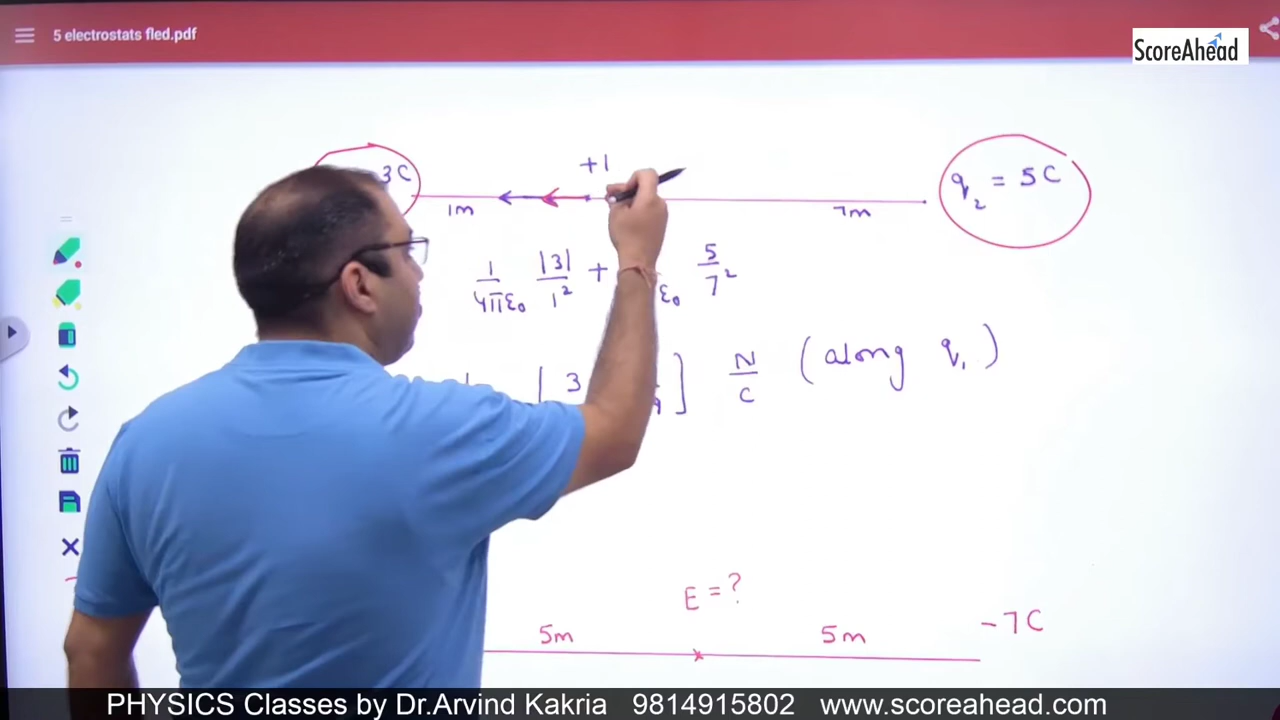 5 electrostats fled.pdf
ScoreAhead
+1
3C
q₂ = 5C
1m
7m
1/4πε₀ |3|/1² + ε₀ 5/7²
[ 3 ] N/C (along q₁)
E = ?
5m
5m
-7C
PHYSICS Classes by Dr.Arvind Kakria 9814915802 www.scoreahead.com